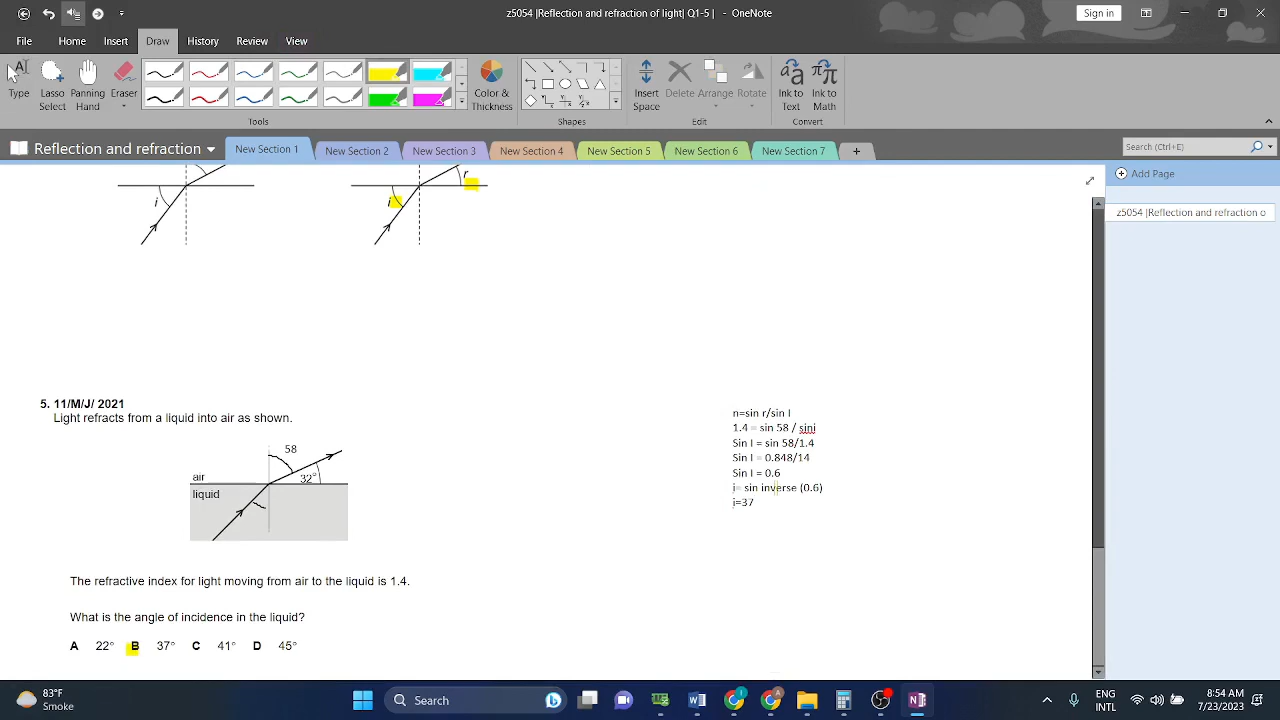 z5054 |Reflection and refraction of light| Q1-5 | - OneNote
Sign in
File Home Insert Draw History Review View
Type
Lasso Select
Panning Hand
Eraser
Color & Thickness
Insert Space
Delete
Arrange
Rotate
Ink to Text
Ink to Math
Tools
Shapes
Edit
Convert
Reflection and refraction
New Section 1
New Section 2
New Section 3
New Section 4
New Section 5
New Section 6
New Section 7
Search (Ctrl+E)
Add Page
z5054 |Reflection and refraction o
i
r
i
5. 11/M/J/ 2021
Light refracts from a liquid into air as shown.
58
air
32°
liquid
The refractive index for light moving from air to the liquid is 1.4.
What is the angle of incidence in the liquid?
A 22° B 37° C 41° D 45°
n=sin r/sin I
1.4 = sin 58 / sini
Sin I = sin 58/1.4
Sin I = 0.848/14
Sin I = 0.6
i= sin inverse (0.6)
i=37
83°F
Smoke
Search
ENG
INTL
8:54 AM
7/23/2023